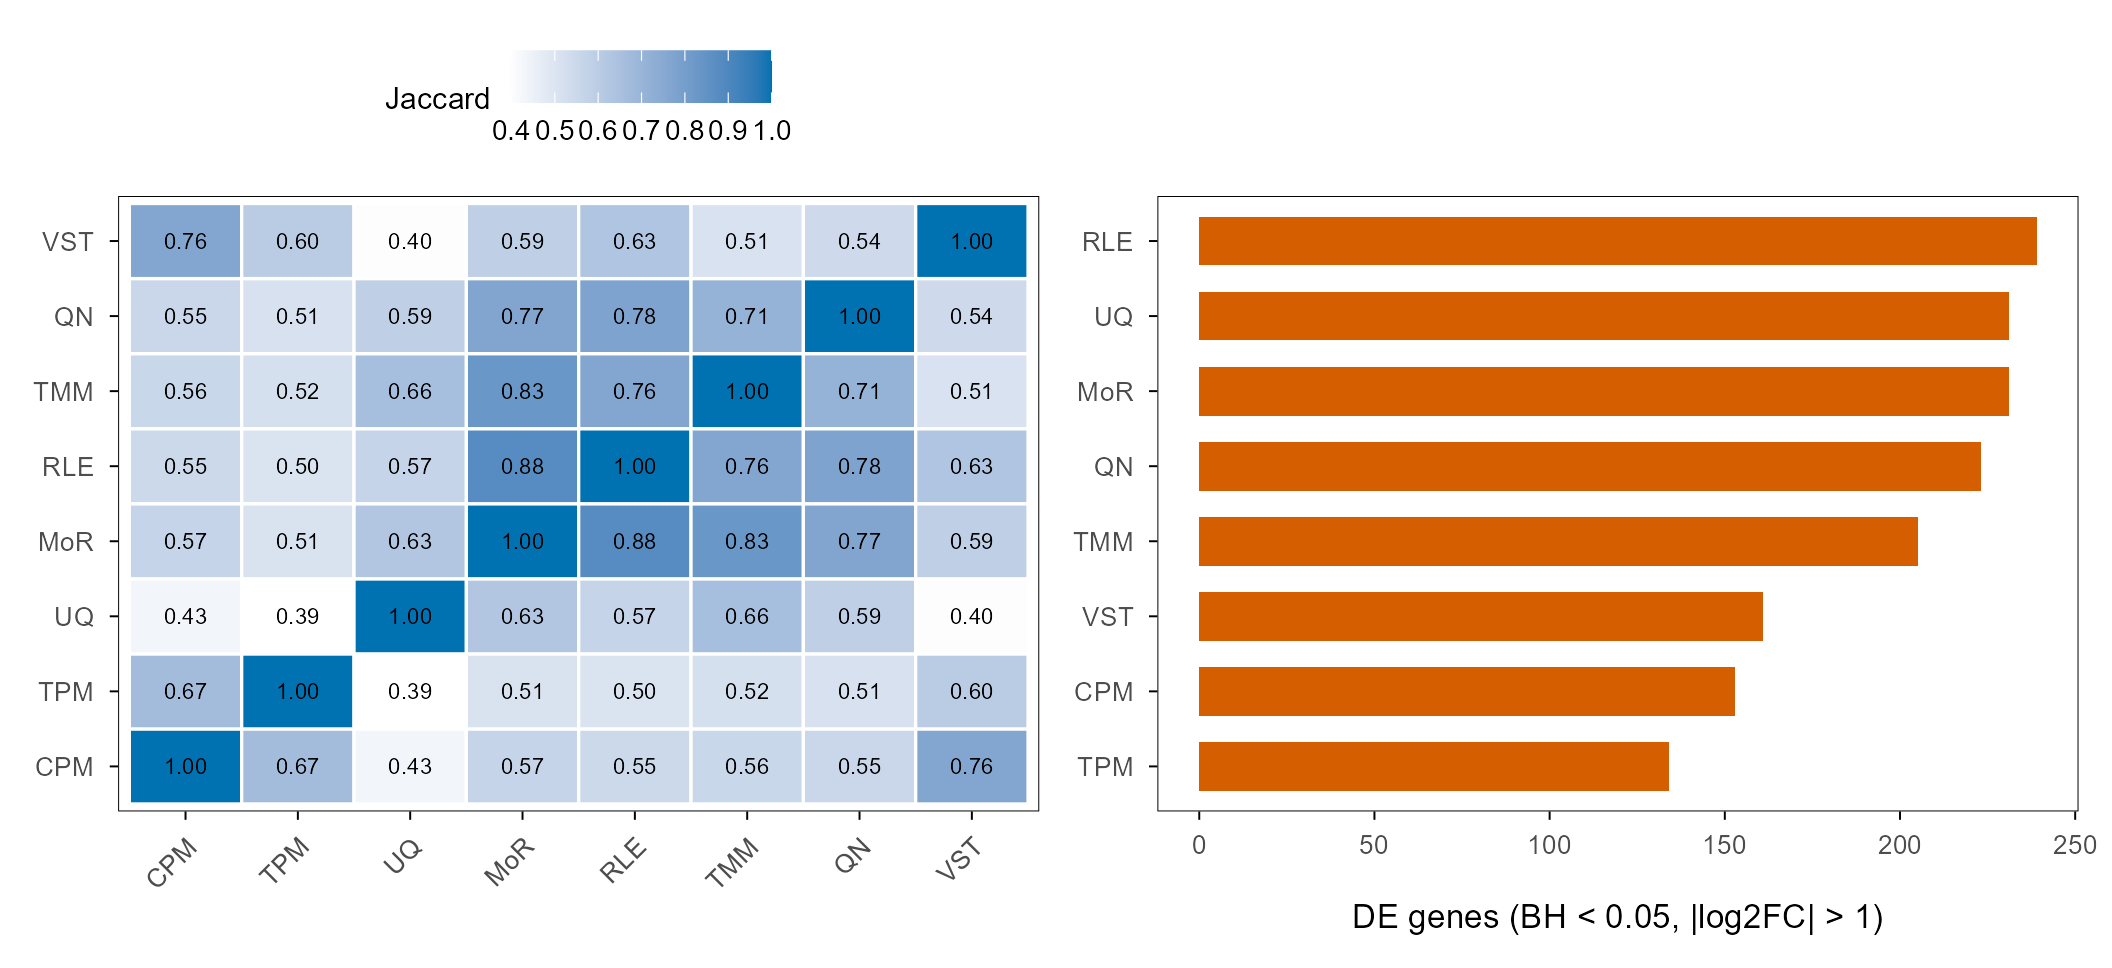 Jaccard
0.4 0.5 0.6 0.7 0.8 0.9 1.0
VST 0.76 0.60 0.40 0.59 0.63 0.51 0.54 1.00
QN 0.55 0.51 0.59 0.77 0.78 0.71 1.00 0.54
TMM 0.56 0.52 0.66 0.83 0.76 1.00 0.71 0.51
RLE 0.55 0.50 0.57 0.88 1.00 0.76 0.78 0.63
MoR 0.57 0.51 0.63 1.00 0.88 0.83 0.77 0.59
UQ 0.43 0.39 1.00 0.63 0.57 0.66 0.59 0.40
TPM 0.67 1.00 0.39 0.51 0.50 0.52 0.51 0.60
CPM 1.00 0.67 0.43 0.57 0.55 0.56 0.55 0.76
CPM TPM UQ MoR RLE TMM QN VST
RLE
UQ
MoR
QN
TMM
VST
CPM
TPM
0 50 100 150 200 250
DE genes (BH < 0.05, |log2FC| > 1)